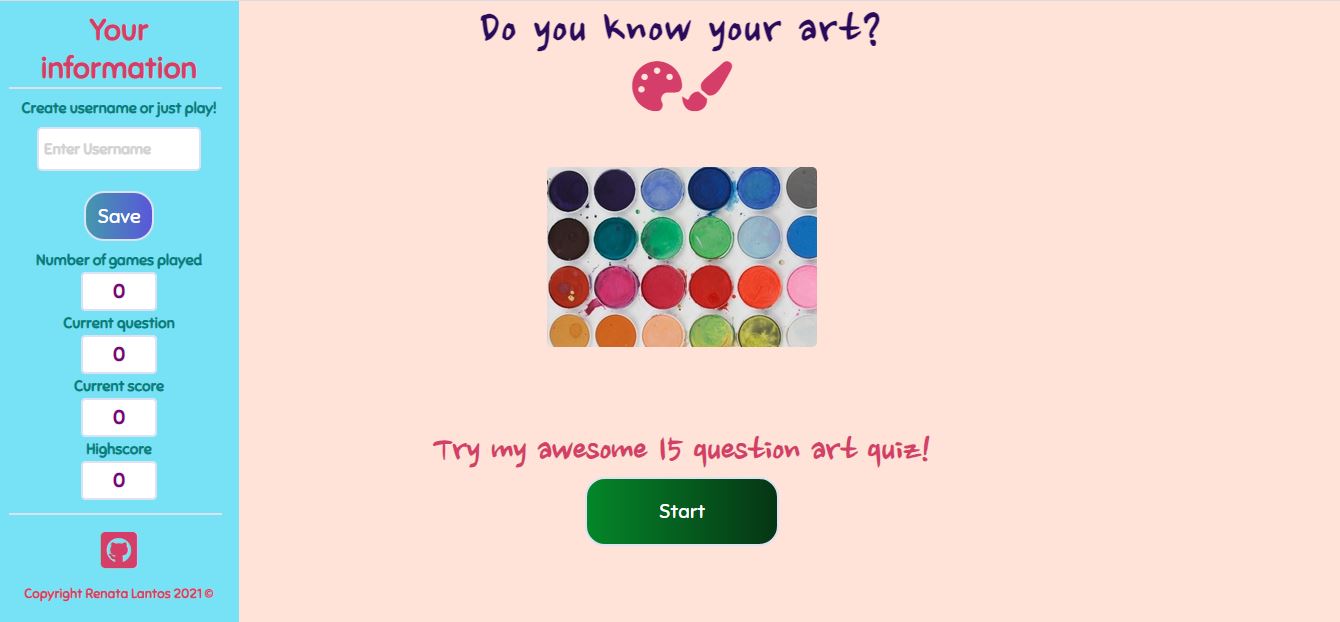 Your
information
Create username or just play!
Enter Username
Save
Number of games played
0
Current question
0
Current score
0
Highscore
0
Copyright Renata Lantos 2021 ©
Do you know your art?
Try my awesome 15 question art quiz!
Start